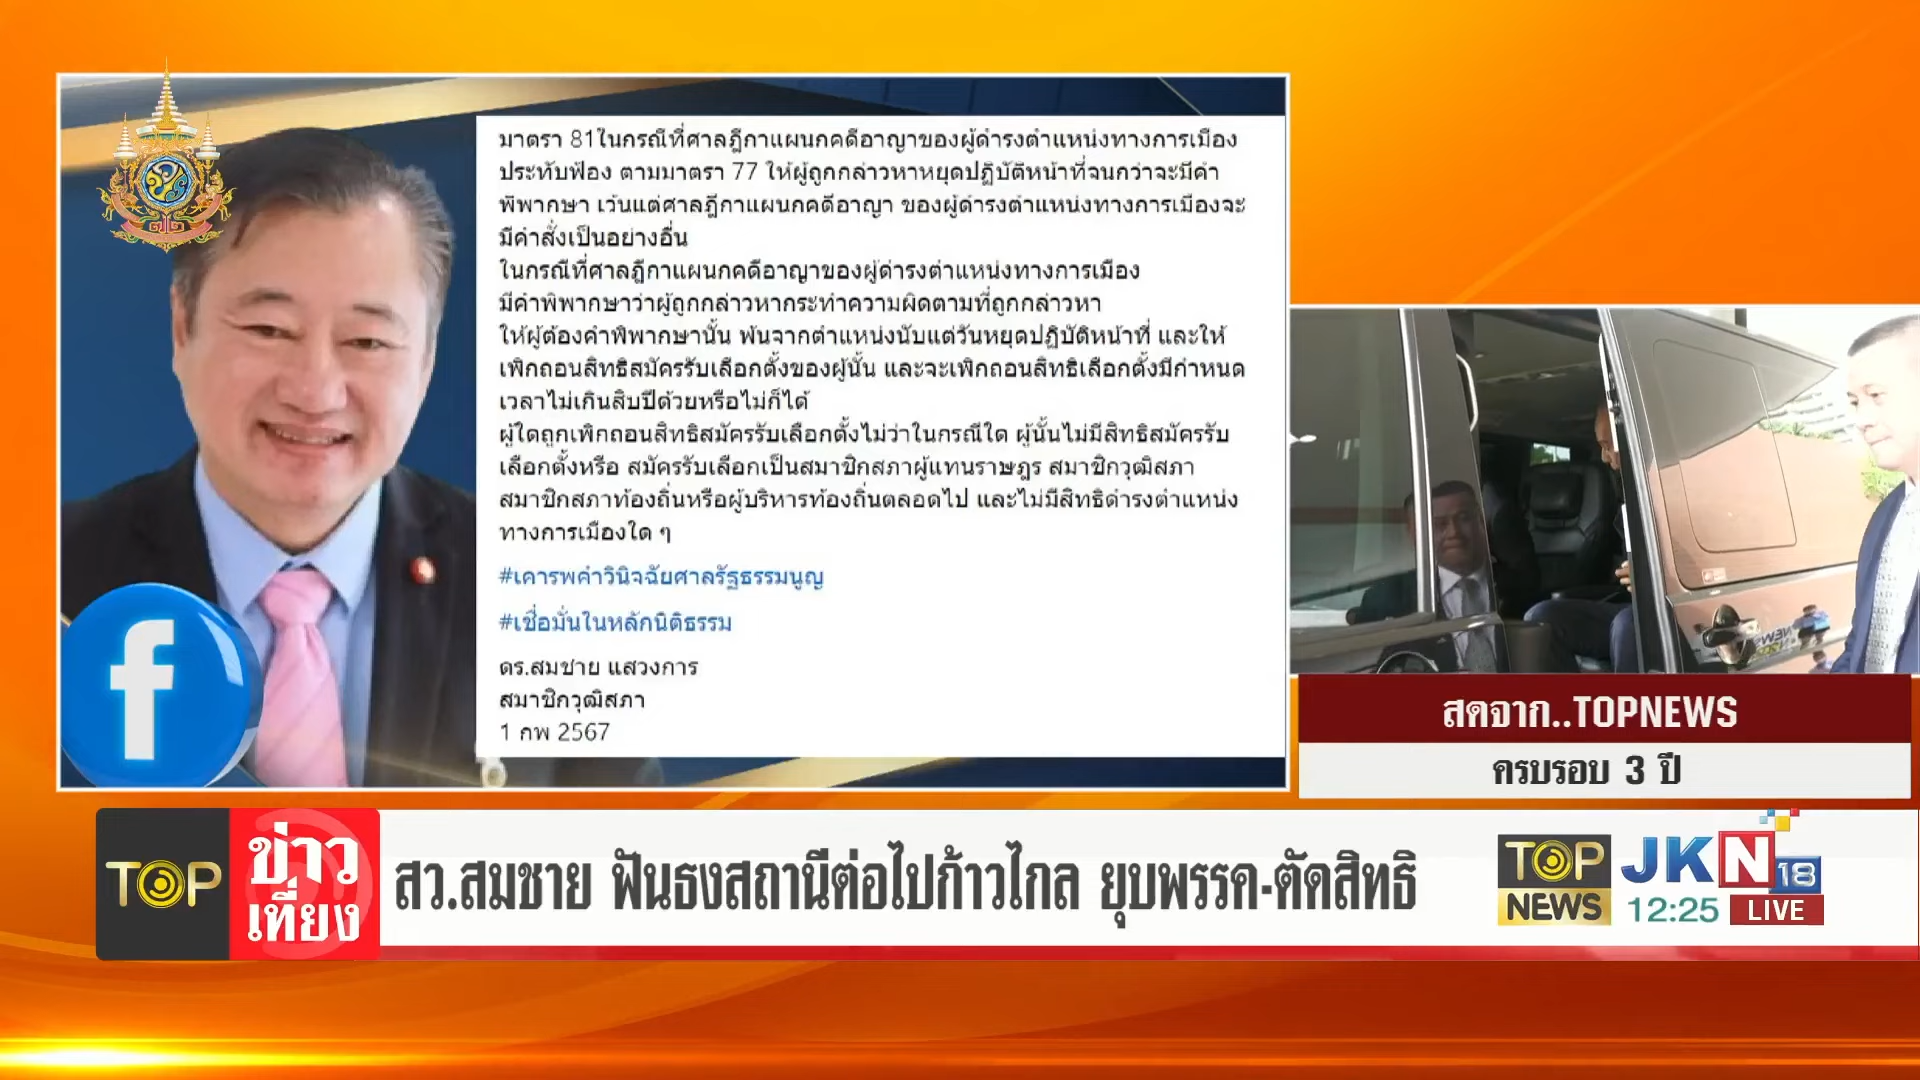 มาตรา 81ในกรณีที่ศาลฎีกาแผนกคดีอาญาของผู้ดำรงตำแหน่งทางการเมือง
ประทับฟ้อง ตามมาตรา 77 ให้ผู้ถูกกล่าวหาหยุดปฏิบัติหน้าที่จนกว่าจะมีคำ
พิพากษา เว้นแต่ศาลฎีกาแผนกคดีอาญา ของผู้ดำรงตำแหน่งทางการเมืองจะ
มีคำสั่งเป็นอย่างอื่น
ในกรณีที่ศาลฎีกาแผนกคดีอาญาของผู้ดำรงตำแหน่งทางการเมือง
มีคำพิพากษาว่าผู้ถูกกล่าวหากระทำความผิดตามที่ถูกกล่าวหา
ให้ผู้ต้องคำพิพากษานั้น พ้นจากตำแหน่งนับแต่วันหยุดปฏิบัติหน้าที่ และให้
เพิกถอนสิทธิสมัครรับเลือกตั้งของผู้นั้น และจะเพิกถอนสิทธิเลือกตั้งมีกำหนด
เวลาไม่เกินสิบปีด้วยหรือไม่ก็ได้
ผู้ใดถูกเพิกถอนสิทธิสมัครรับเลือกตั้งไม่ว่าในกรณีใด ผู้นั้นไม่มีสิทธิสมัครรับ
เลือกตั้งหรือ สมัครรับเลือกเป็นสมาชิกสภาผู้แทนราษฎร สมาชิกวุฒิสภา
สมาชิกสภาท้องถิ่นหรือผู้บริหารท้องถิ่นตลอดไป และไม่มีสิทธิดำรงตำแหน่ง
ทางการเมืองใด ๆ
#เคารพคำวินิจฉัยศาลรัฐธรรมนูญ
#เชื่อมั่นในหลักนิติธรรม
ดร.สมชาย แสวงการ
สมาชิกวุฒิสภา
1 กพ 2567
สดจาก..TOPNEWS
ครบรอบ 3 ปี
TOP ข่าวเที่ยง
สว.สมชาย ฟันธงสถานีต่อไปก้าวไกล ยุบพรรค-ตัดสิทธิ
TOP NEWS
JKN 18
12:25 LIVE